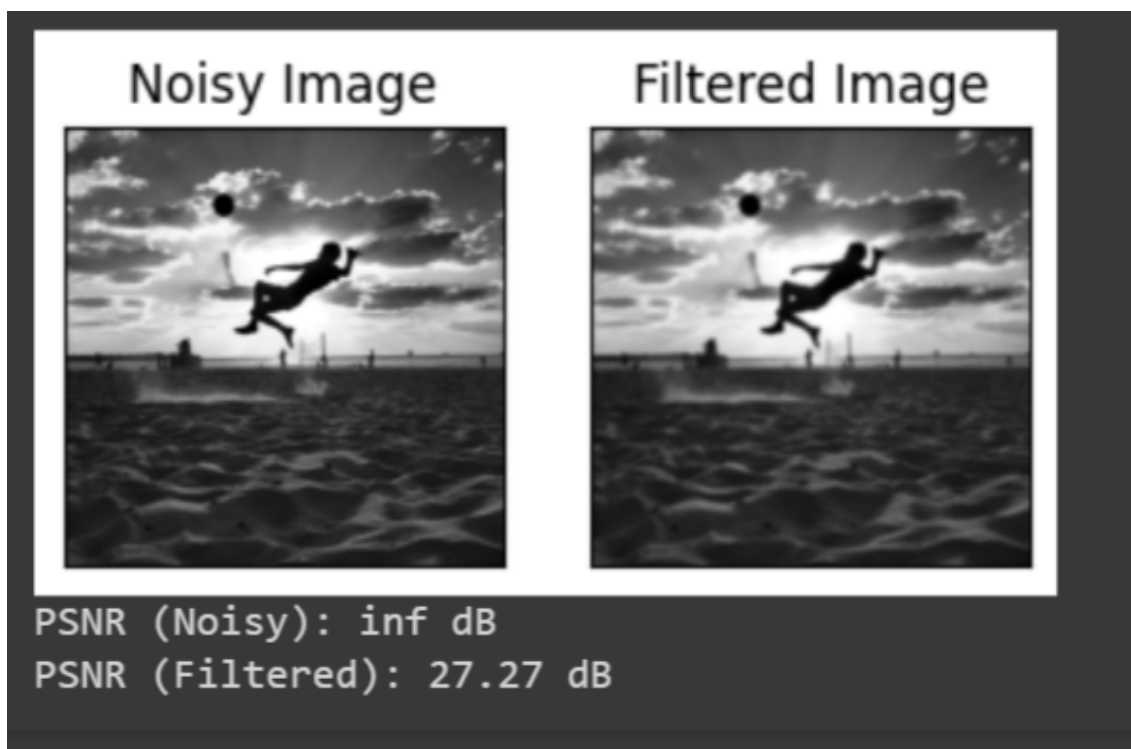 Noisy Image
Filtered Image
PSNR (Noisy): inf dB
PSNR (Filtered): 27.27 dB